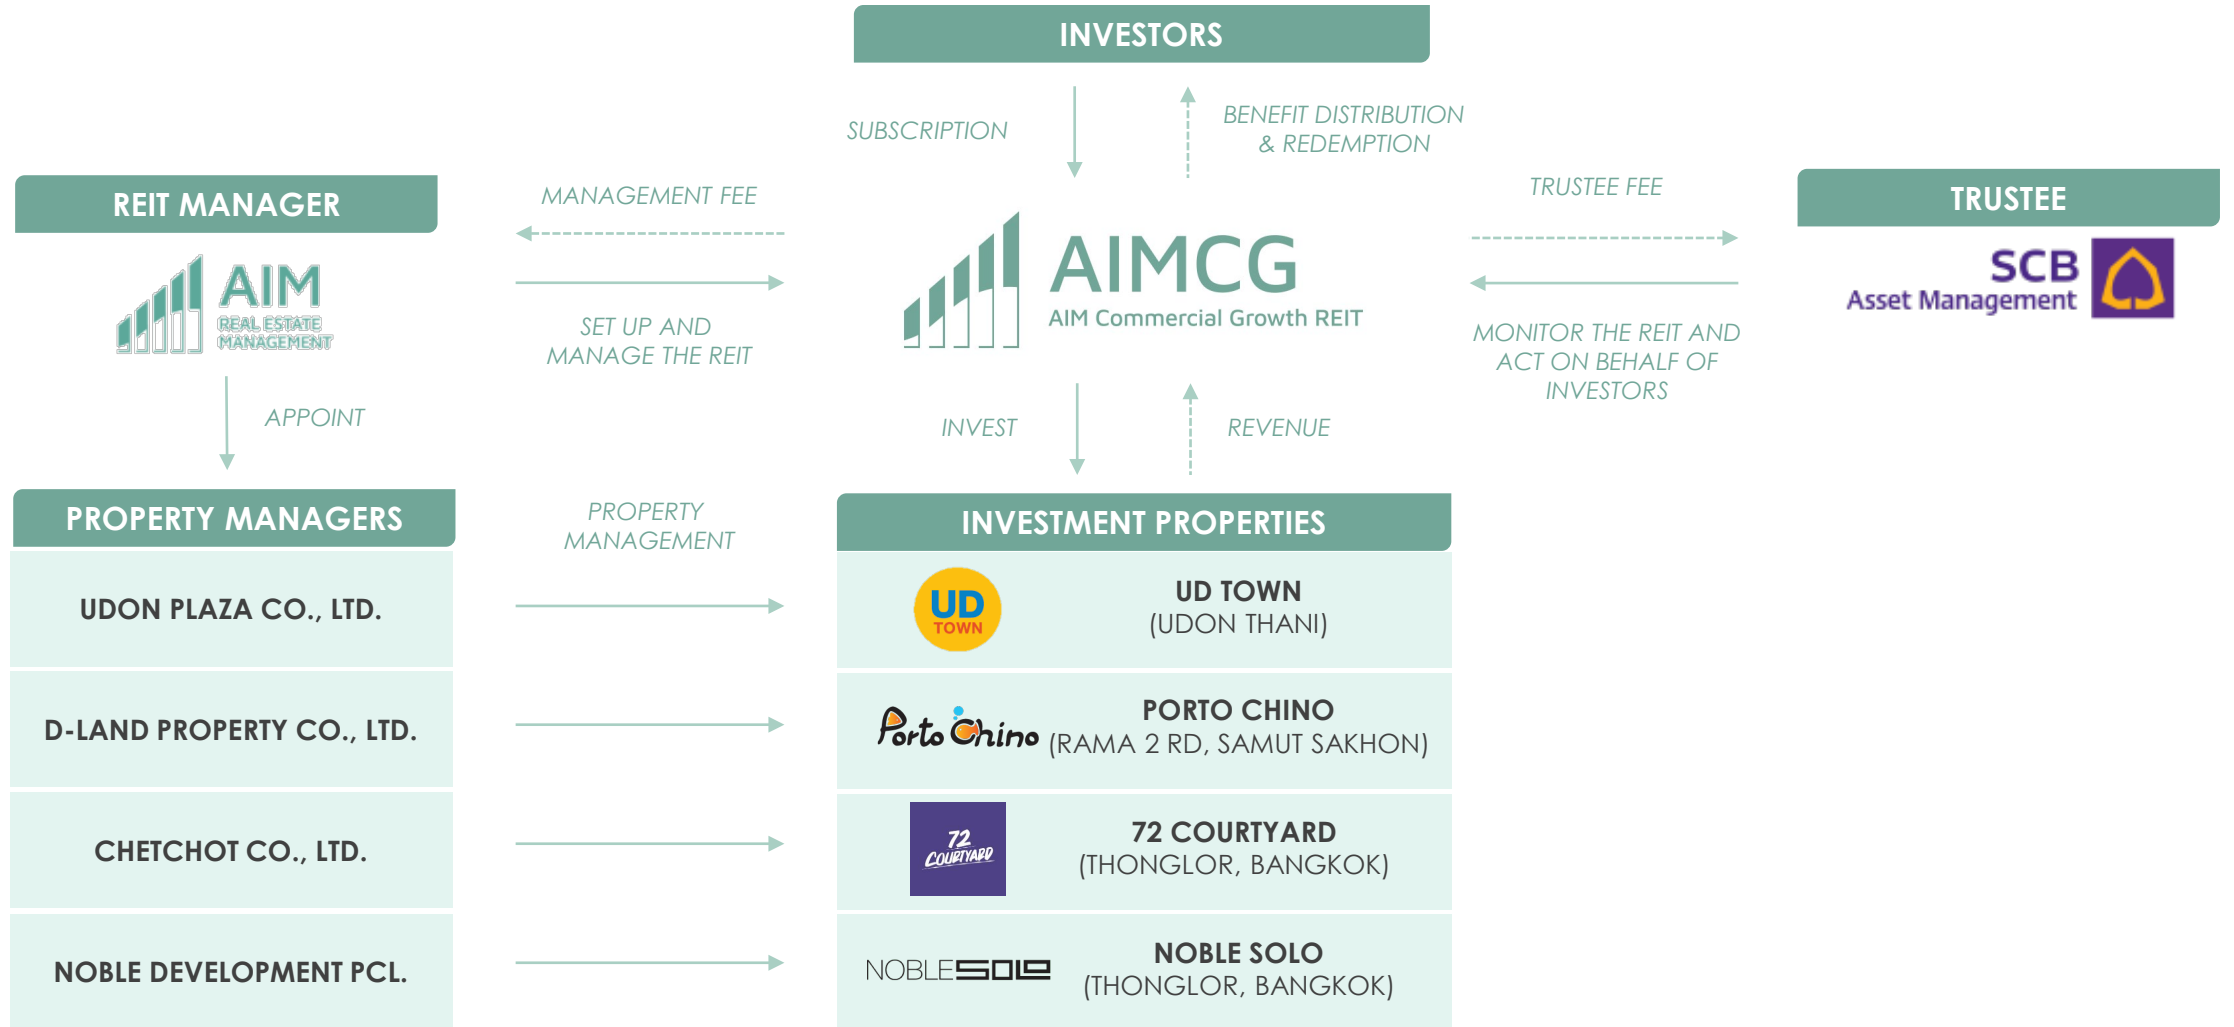 INVESTORS
SUBSCRIPTION
BENEFIT DISTRIBUTION
& REDEMPTION
REIT MANAGER
MANAGEMENT FEE
TRUSTEE FEE
TRUSTEE
AIM
REAL ESTATE
MANAGEMENT
AIMCG
AIM Commercial Growth REIT
SCB
Asset Management
SET UP AND
MANAGE THE REIT
MONITOR THE REIT AND
ACT ON BEHALF OF
INVESTORS
APPOINT
INVEST
REVENUE
PROPERTY MANAGERS
PROPERTY
MANAGEMENT
INVESTMENT PROPERTIES
UDON PLAZA CO., LTD.
UD
TOWN
UD TOWN
(UDON THANI)
D-LAND PROPERTY CO., LTD.
Porto Chino
PORTO CHINO
(RAMA 2 RD, SAMUT SAKHON)
CHETCHOT CO., LTD.
72
COURTYARD
72 COURTYARD
(THONGLOR, BANGKOK)
NOBLE DEVELOPMENT PCL.
NOBLE SOLO
NOBLE SOLO
(THONGLOR, BANGKOK)